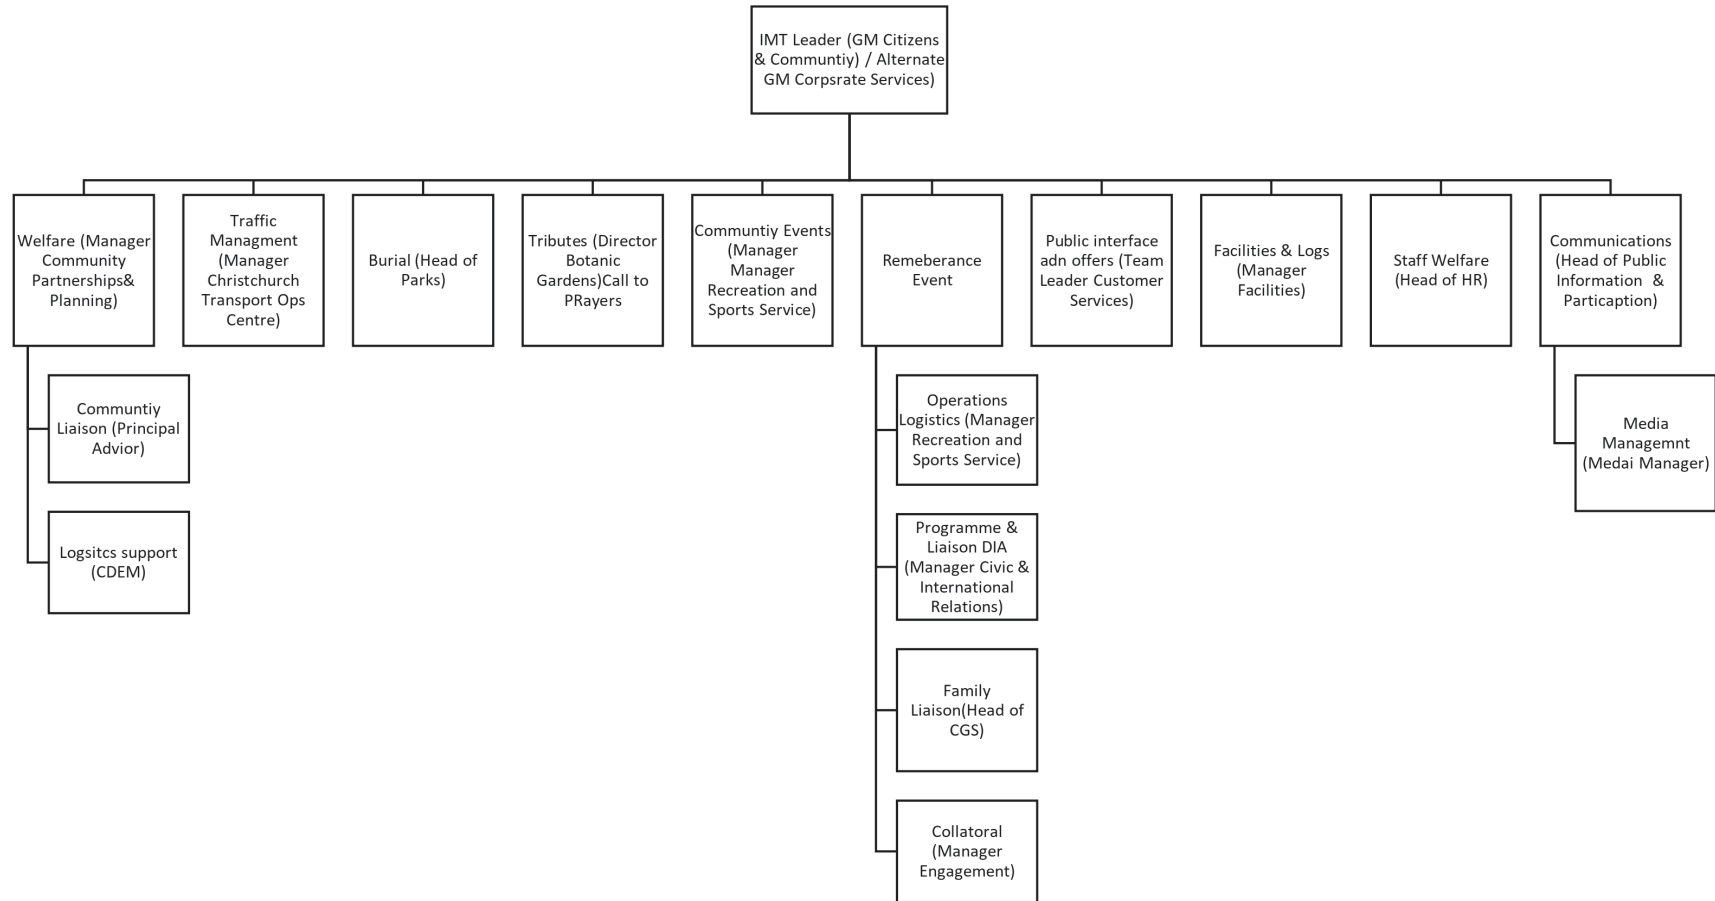 IMT Leader (GM Citizens
& Communtiy) / Alternate
GM Corpsrate Services)
Welfare (Manager
Community
Partnerships&
Planning)
Traffic
Managment
(Manager
Christchurch
Transport Ops
Centre)
Burial (Head of
Parks)
Tributes (Director
Botanic
Gardens)Call to
PRayers
Communtiy Events
(Manager
Manager
Recreation and
Sports Service)
Remeberance
Event
Public interface
adn offers (Team
Leader Customer
Services)
Facilities & Logs
(Manager
Facilities)
Staff Welfare
(Head of HR)
Communications
(Head of Public
Information &
Particaption)
Communtiy
Liaison (Principal
Advior)
Logsitcs support
(CDEM)
Operations
Logistics (Manager
Recreation and
Sports Service)
Programme &
Liaison DIA
(Manager Civic &
International
Relations)
Family
Liaison(Head of
CGS)
Collatoral
(Manager
Engagement)
Media
Managemnt
(Medai Manager)